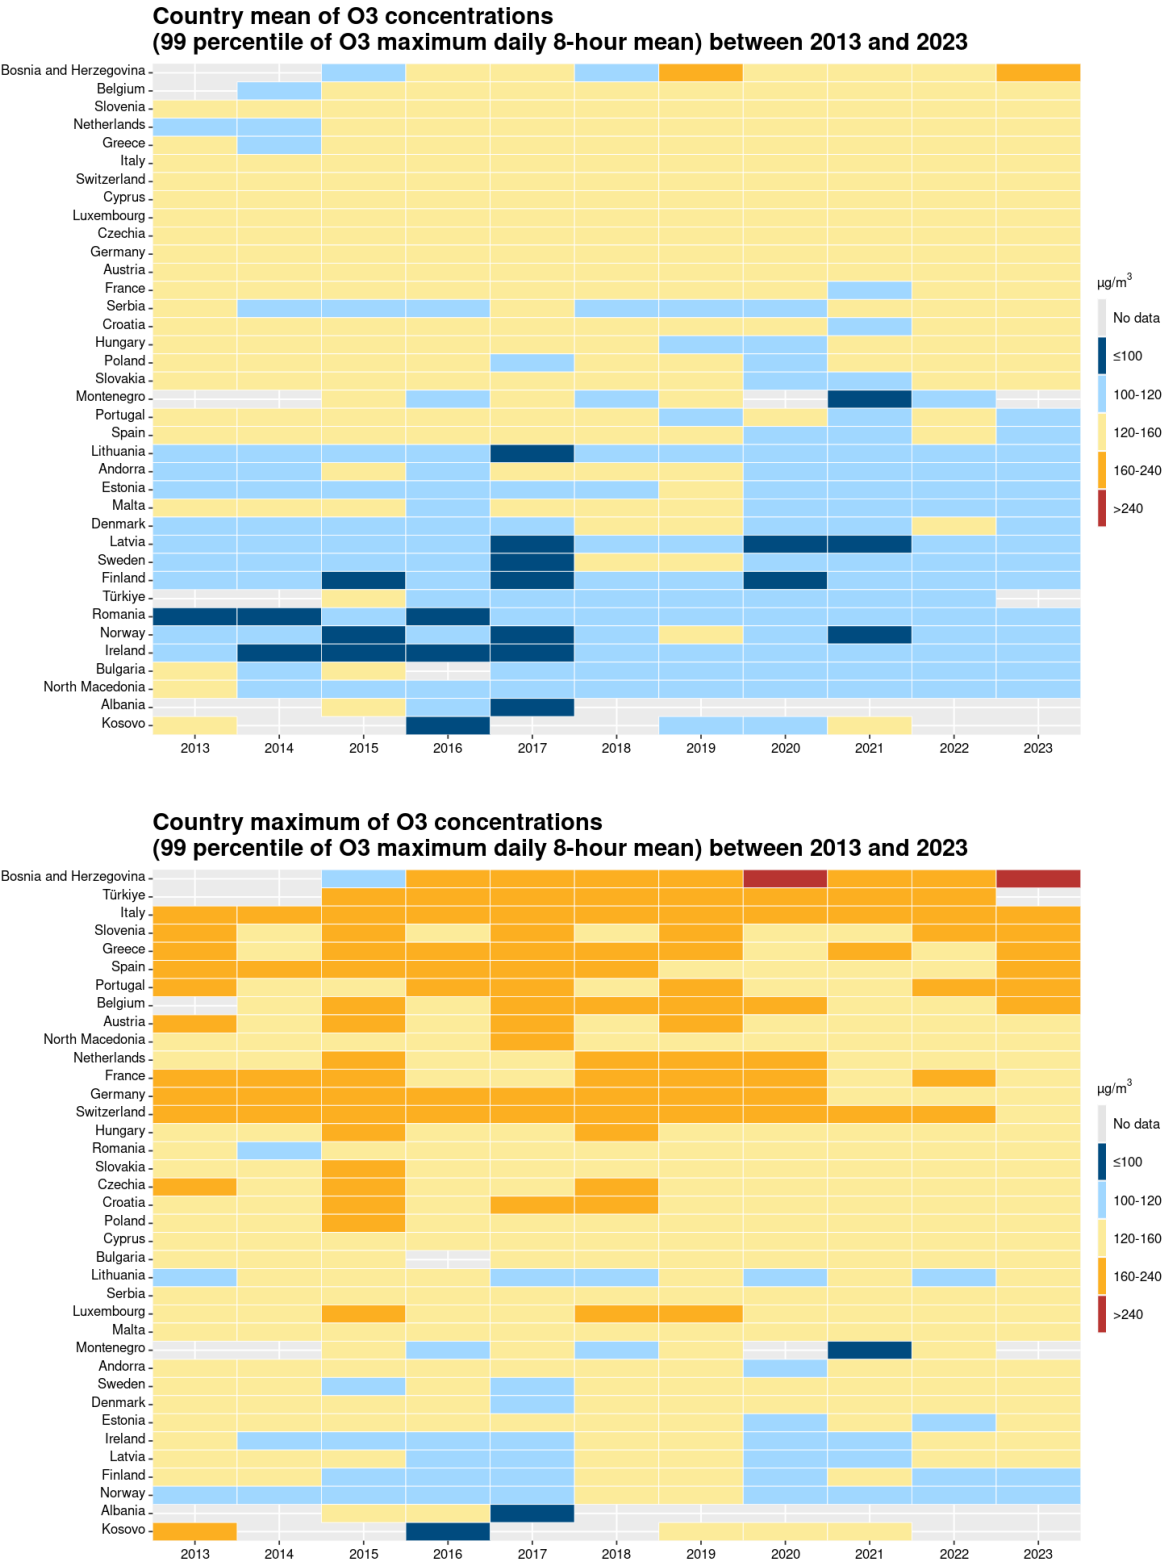 Country mean of O3 concentrations
(99 percentile of O3 maximum daily 8-hour mean) between 2013 and 2023
Bosnia and Herzegovina
Belgium
Slovenia
Netherlands
Greece
Italy
Switzerland
Cyprus
Luxembourg
Czechia
Germany
Austria
France
Serbia
Croatia
Hungary
Poland
Slovakia
Montenegro
Portugal
Spain
Lithuania
Andorra
Estonia
Malta
Denmark
Latvia
Sweden
Finland
Türkiye
Romania
Norway
Ireland
Bulgaria
North Macedonia
Albania
Kosovo
2013 2014 2015 2016 2017 2018 2019 2020 2021 2022 2023
µg/m³
No data
≤100
100-120
120-160
160-240
>240
Country maximum of O3 concentrations
(99 percentile of O3 maximum daily 8-hour mean) between 2013 and 2023
Bosnia and Herzegovina
Türkiye
Italy
Slovenia
Greece
Spain
Portugal
Belgium
Austria
North Macedonia
Netherlands
France
Germany
Switzerland
Hungary
Romania
Slovakia
Czechia
Croatia
Poland
Cyprus
Bulgaria
Lithuania
Serbia
Luxembourg
Malta
Montenegro
Andorra
Sweden
Denmark
Estonia
Ireland
Latvia
Finland
Norway
Albania
Kosovo
2013 2014 2015 2016 2017 2018 2019 2020 2021 2022 2023
µg/m³
No data
≤100
100-120
120-160
160-240
>240